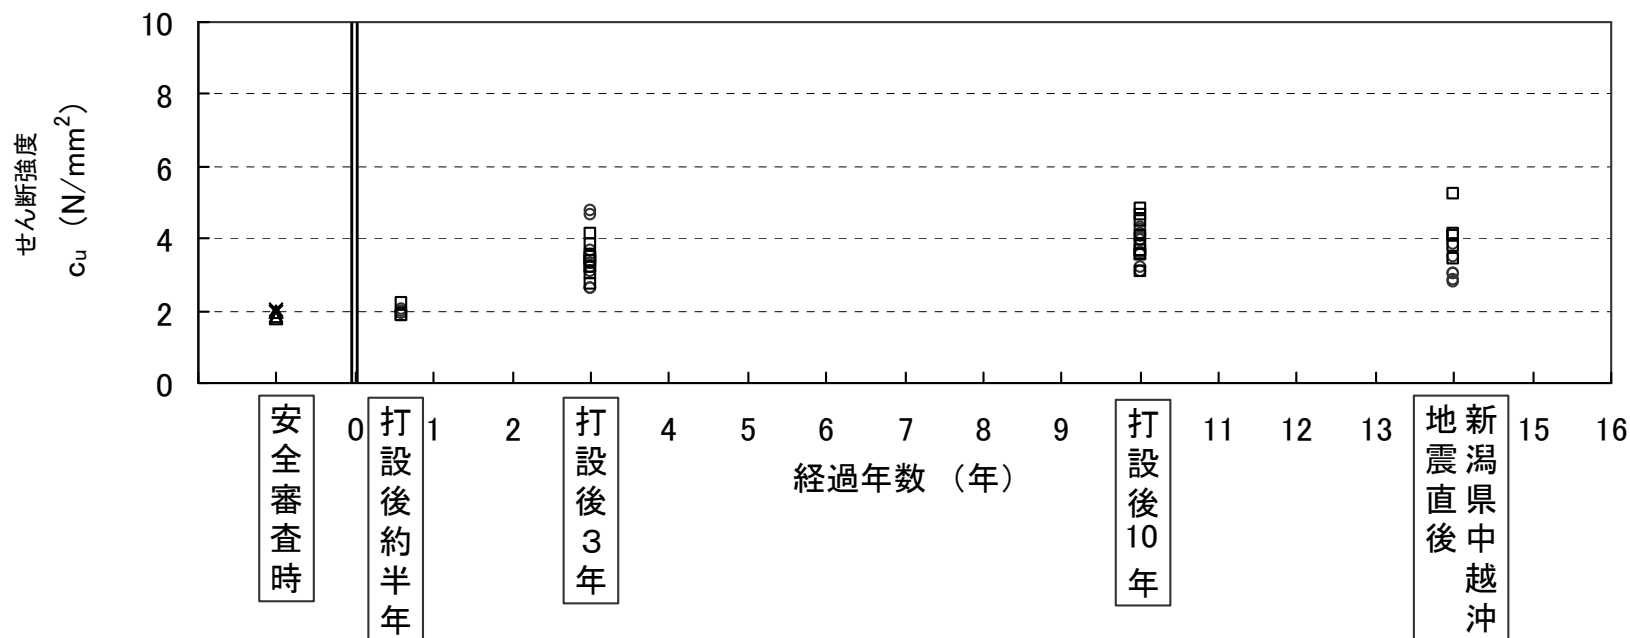 せん断強度
cu (N/mm2)
10
8
6
4
2
0
0 1 2 4 5 6 7 8 9 11 12 13 15 16
安全審査時
打設後約半年
打設後3年
打設後10年
新潟県中越沖
地震直後
経過年数 (年)